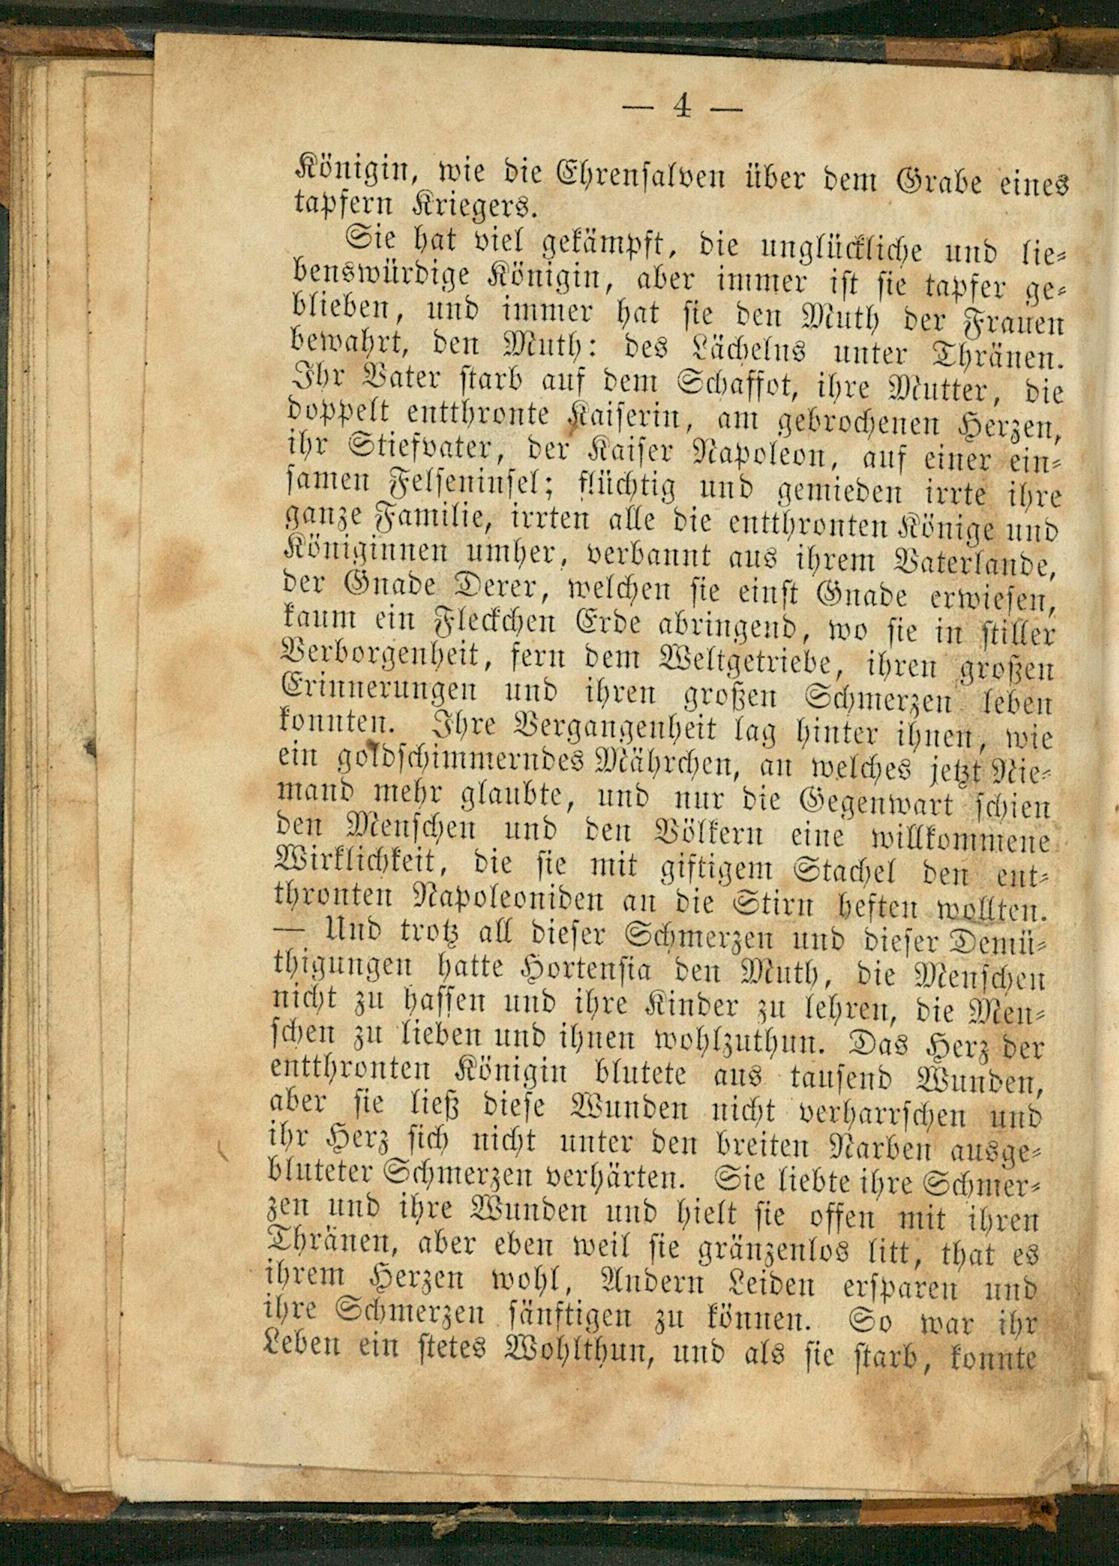 — 4 —
Königin, wie die Ehrensalven über dem Grabe eines
tapfern Kriegers.
Sie hat viel gekämpft, die unglückliche und lie-
benswürdige Königin, aber immer ist sie tapfer ge-
blieben, und immer hat sie den Muth der Frauen
bewahrt, den Muth: des Lächelns unter Thränen.
Ihr Vater starb auf dem Schaffot, ihre Mutter, die
doppelt entthronte Kaiserin, am gebrochenen Herzen,
ihr Stiefvater, der Kaiser Napoleon, auf einer ein-
samen Felseninsel; flüchtig und gemieden irrte ihre
ganze Familie, irrten alle die entthronten Könige und
Königinnen umher, verbannt aus ihrem Vaterlande,
der Gnade Derer, welchen sie einst Gnade erwiesen,
kaum ein Fleckchen Erde abringend, wo sie in stiller
Verborgenheit, fern dem Weltgetriebe, ihren großen
Erinnerungen und ihren großen Schmerzen leben
konnten. Ihre Vergangenheit lag hinter ihnen, wie
ein goldschimmerndes Mährchen, an welches jetzt Nie-
mand mehr glaubte, und nur die Gegenwart schien
den Menschen und den Völkern eine willkommene
Wirklichkeit, die sie mit giftigem Stachel den ent-
thronten Napoleoniden an die Stirn heften wollten.
— Und trotz all dieser Schmerzen und dieser Demü-
thigungen hatte Hortensia den Muth, die Menschen
nicht zu hassen und ihre Kinder zu lehren, die Men-
schen zu lieben und ihnen wohlzuthun. Das Herz der
entthronten Königin blutete aus tausend Wunden,
aber sie ließ diese Wunden nicht verharrschen und
ihr Herz sich nicht unter den breiten Narben ausge-
bluteter Schmerzen verhärten. Sie liebte ihre Schmer-
zen und ihre Wunden und hielt sie offen mit ihren
Thränen, aber eben weil sie gränzenlos litt, that es
ihrem Herzen wohl, Andern Leiden ersparen und
ihre Schmerzen sänftigen zu können. So war ihr
Leben ein stetes Wohlthun, und als sie starb, konnte